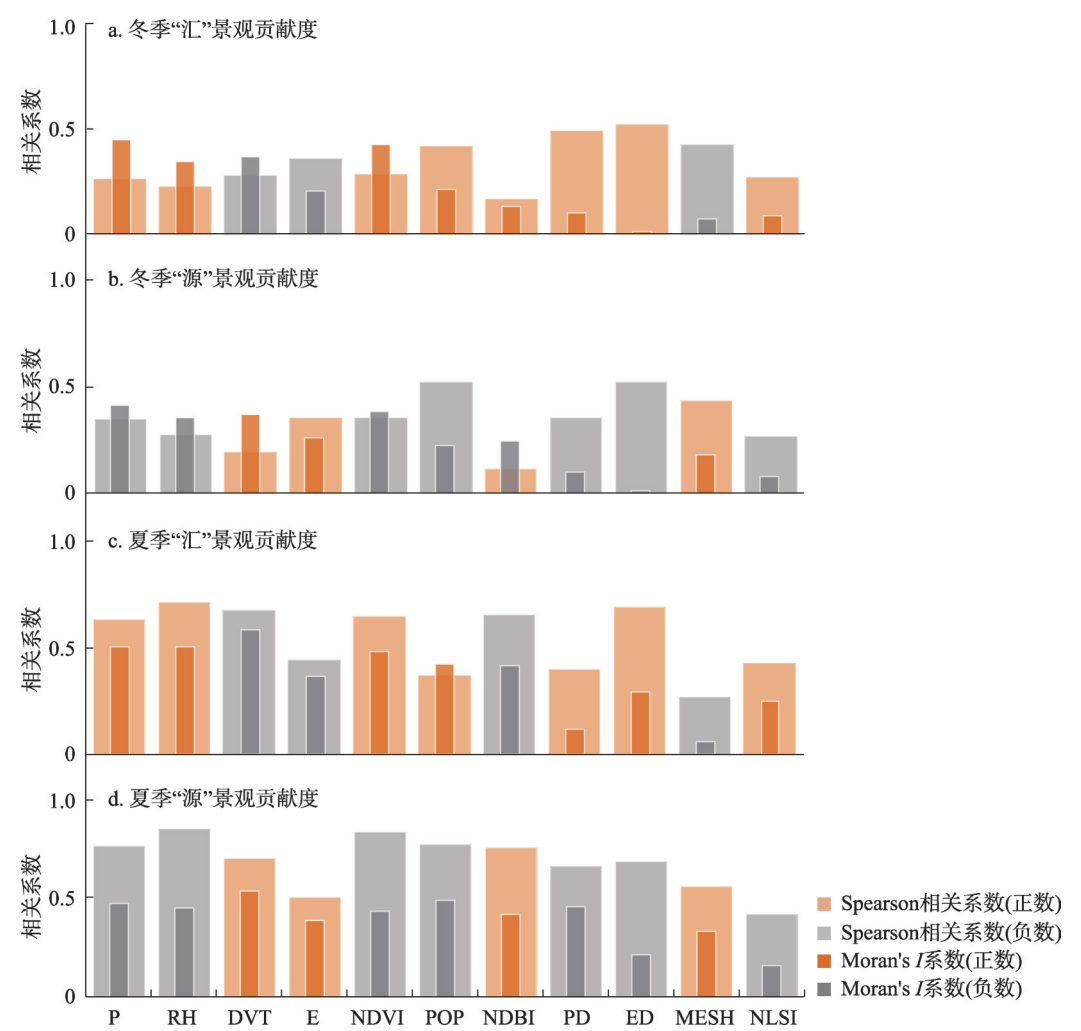 a. 冬季“汇”景观贡献度
1.0
0.5
0
相关系数
b. 冬季“源”景观贡献度
1.0
0.5
0
相关系数
c. 夏季“汇”景观贡献度
1.0
0.5
0
相关系数
d. 夏季“源”景观贡献度
1.0
0.5
0
相关系数
P RH DVT E NDVI POP NDBI PD ED MESH NLSI
Spearman相关系数(正数)
Spearson相关系数(负数)
Moran's I系数(正数)
Moran's I系数(负数)